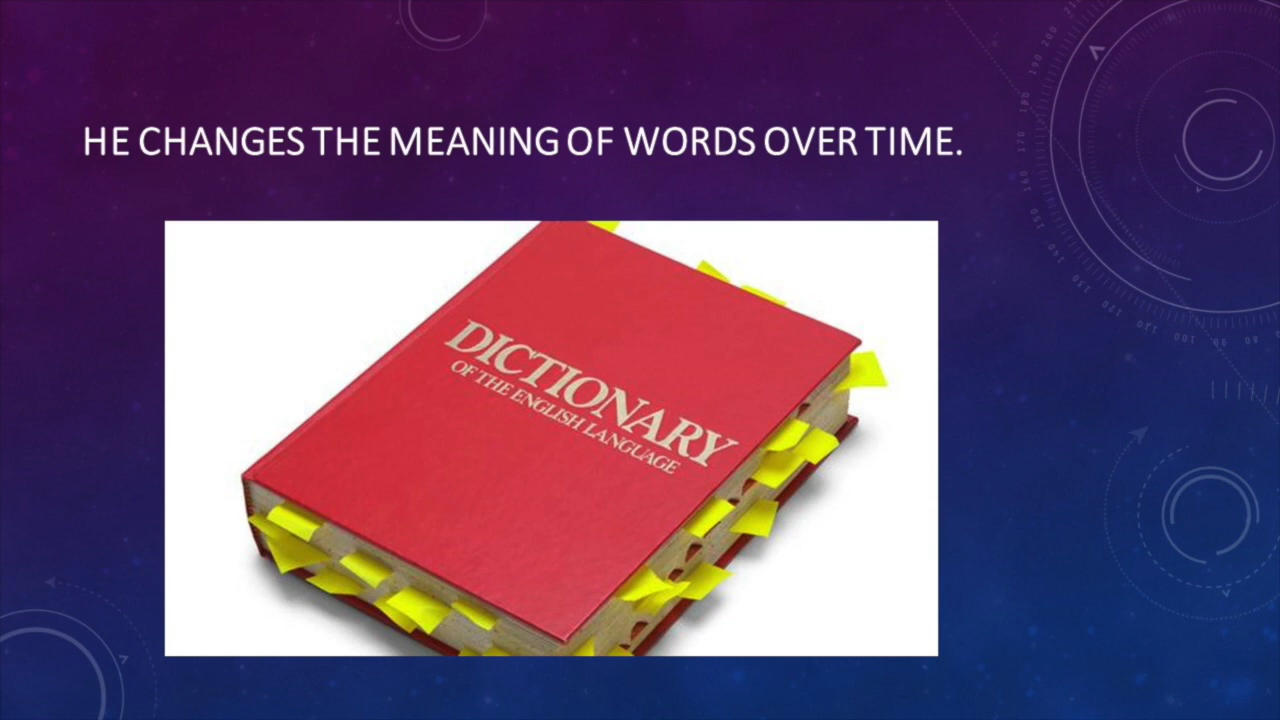 HE CHANGES THE MEANING OF WORDS OVER TIME.
DICTIONARY
OF THE ENGLISH LANGUAGE